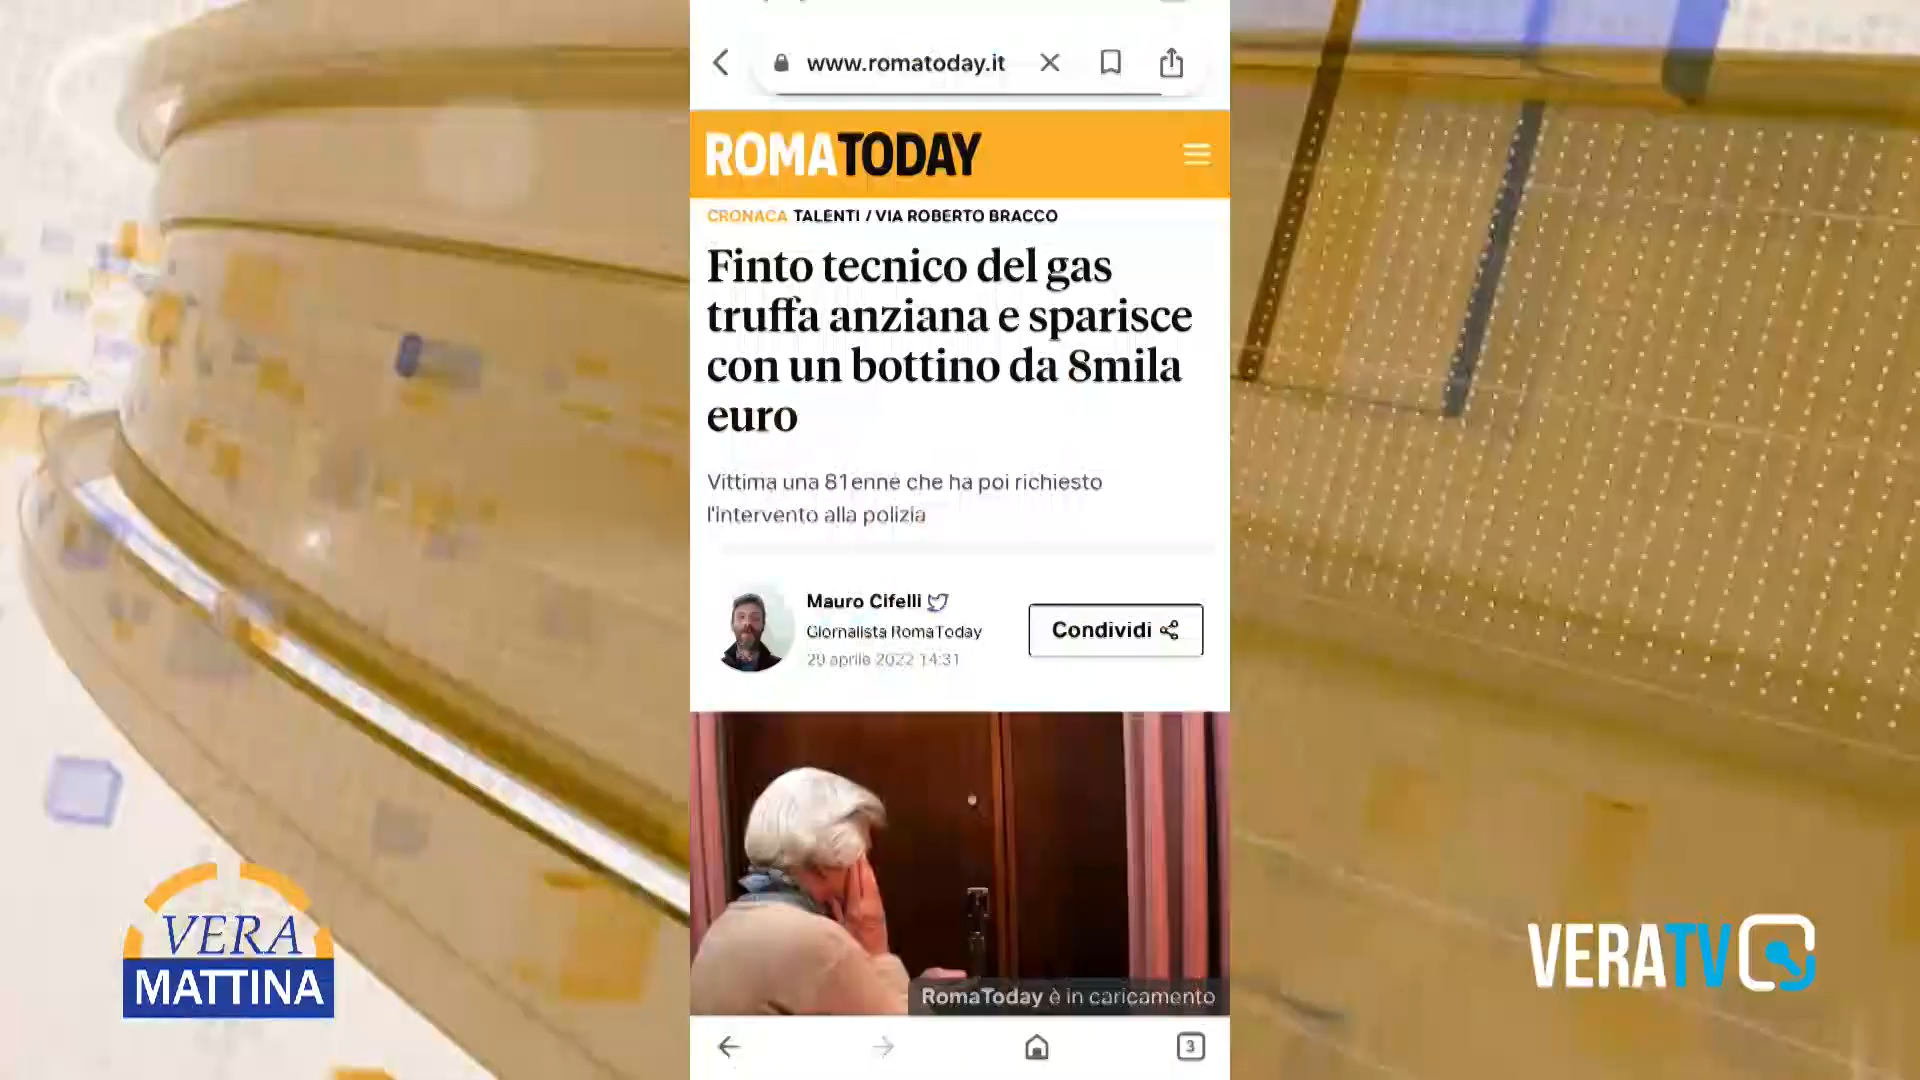 www.romatoday.it
ROMATODAY
CRONACA TALENTI / VIA ROBERTO BRACCO
Finto tecnico del gas
truffa anziana e sparisce
con un bottino da 8mila
euro
Vittima una 81enne che ha poi richiesto
l'intervento alla polizia
Mauro Cifelli
Giornalista RomaToday
29 aprile 2022 14:31
Condividi
RomaToday è in caricamento
3
VERA
MATTINA
VERATV